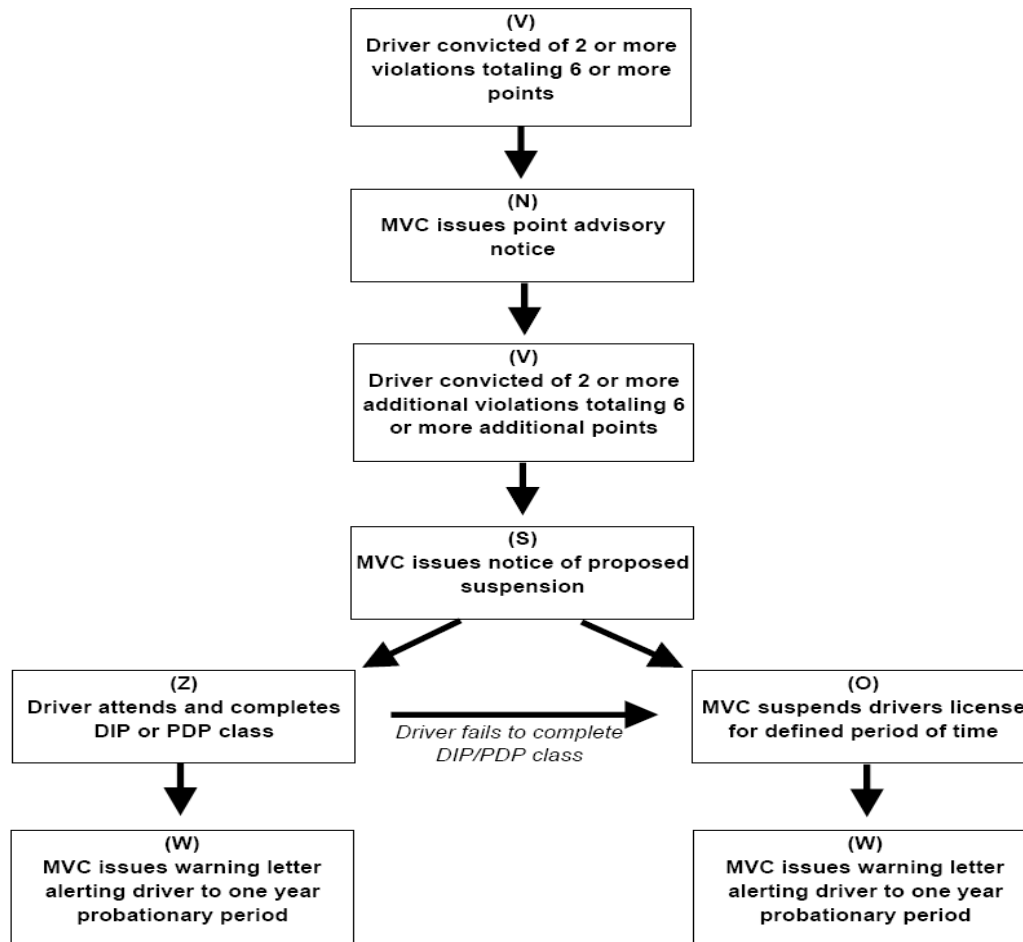 (V)
Driver convicted of 2 or more
violations totaling 6 or more
points
(N)
MVC issues point advisory
notice
(V)
Driver convicted of 2 or more
additional violations totaling 6
or more additional points
(S)
MVC issues notice of proposed
suspension
(Z)
Driver attends and completes
DIP or PDP class
Driver fails to complete
DIP/PDP class
(O)
MVC suspends drivers license
for defined period of time
(W)
MVC issues warning letter
alerting driver to one year
probationary period
(W)
MVC issues warning letter
alerting driver to one year
probationary period